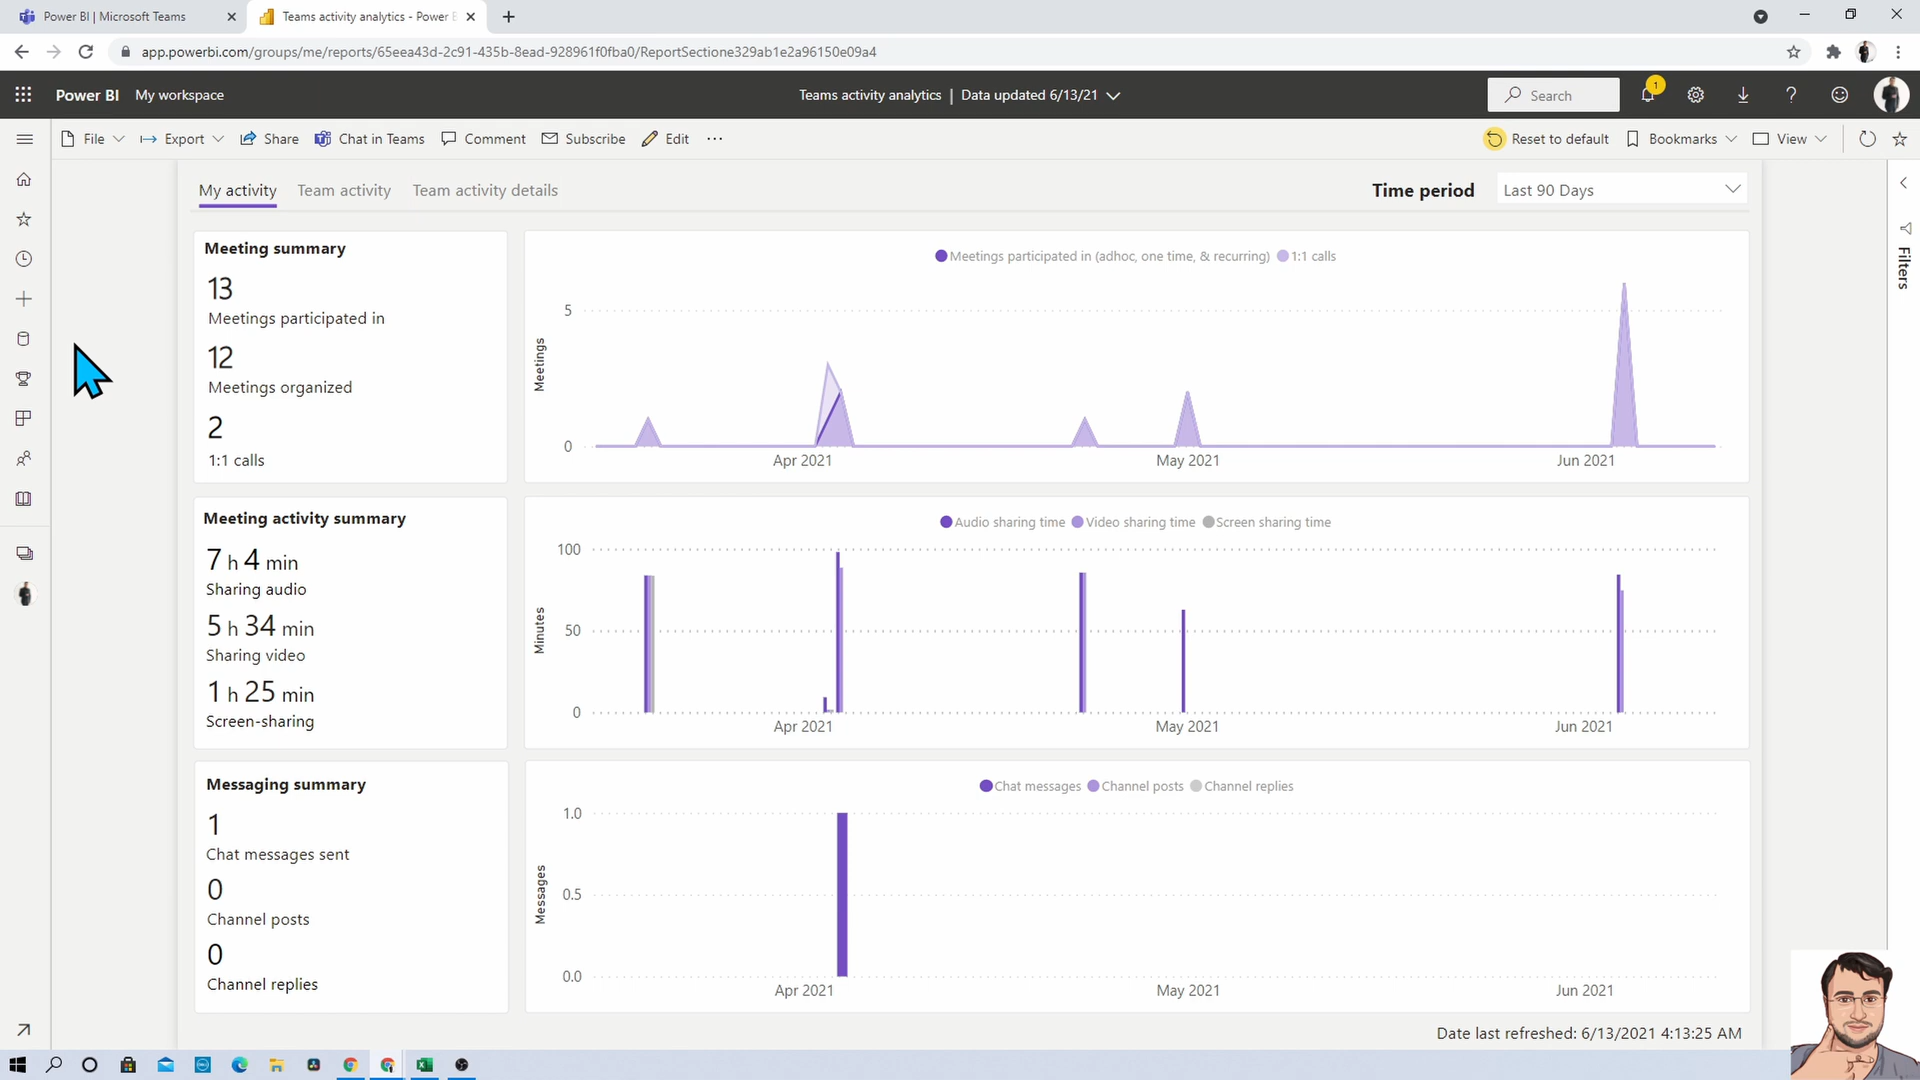 Power BI | Microsoft Teams
Teams activity analytics - Power B
app.powerbi.com/groups/me/reports/65eea43d-2c91-435b-8ead-928961f0fba0/ReportSectione329ab1e2a96150e09a4
Power BI My workspace
Teams activity analytics | Data updated 6/13/21
Search
1
File Export Share Chat in Teams Comment Subscribe Edit ...
Reset to default Bookmarks View
My activity Team activity Team activity details
Time period Last 90 Days
Filters
Meeting summary
13
Meetings participated in
12
Meetings organized
2
1:1 calls
Meetings participated in (adhoc, one time, & recurring) 1:1 calls
Meetings
5
0
Apr 2021 May 2021 Jun 2021
Meeting activity summary
7 h 4 min
Sharing audio
5 h 34 min
Sharing video
1 h 25 min
Screen-sharing
Audio sharing time Video sharing time Screen sharing time
Minutes
100
50
0
Apr 2021 May 2021 Jun 2021
Messaging summary
1
Chat messages sent
0
Channel posts
0
Channel replies
Chat messages Channel posts Channel replies
Messages
1.0
0.5
0.0
Apr 2021 May 2021 Jun 2021
Date last refreshed: 6/13/2021 4:13:25 AM